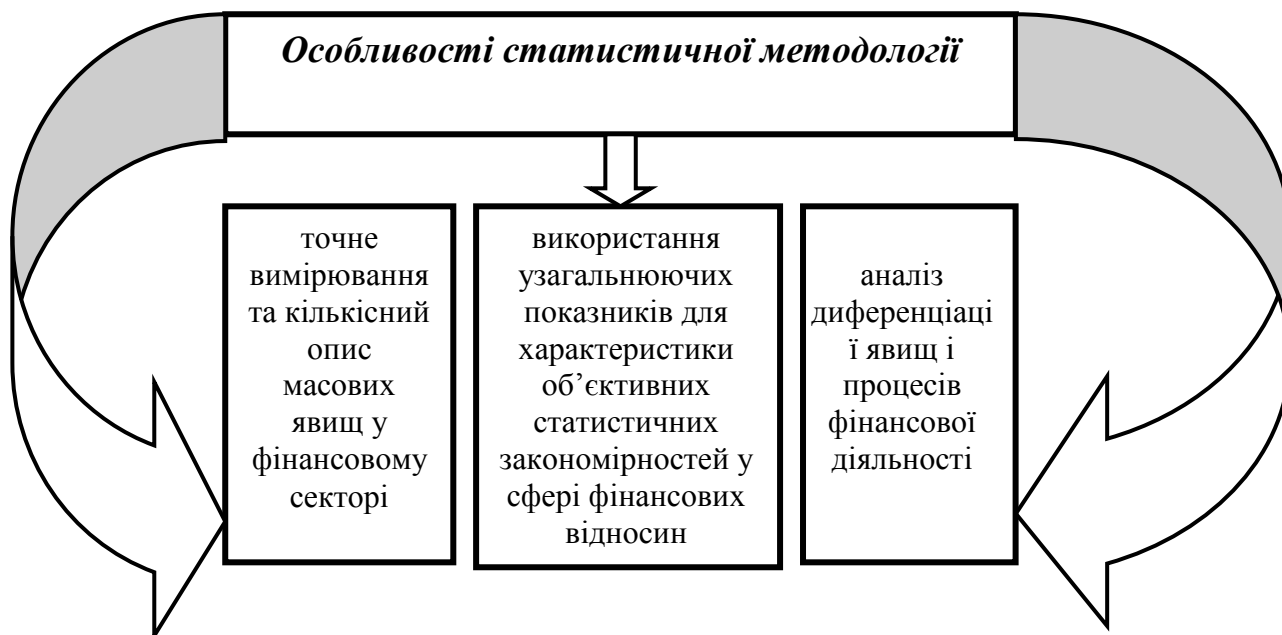 Особливості статистичної методології
точне
вимірювання
та кількісний
опис
масових
явищ у
фінансовому
секторі
використання
узагальнюючих
показників для
характеристики
об’єктивних
статистичних
закономірностей у
сфері фінансових
відносин
аналіз
диференціаці
ї явищ і
процесів
фінансової
діяльності